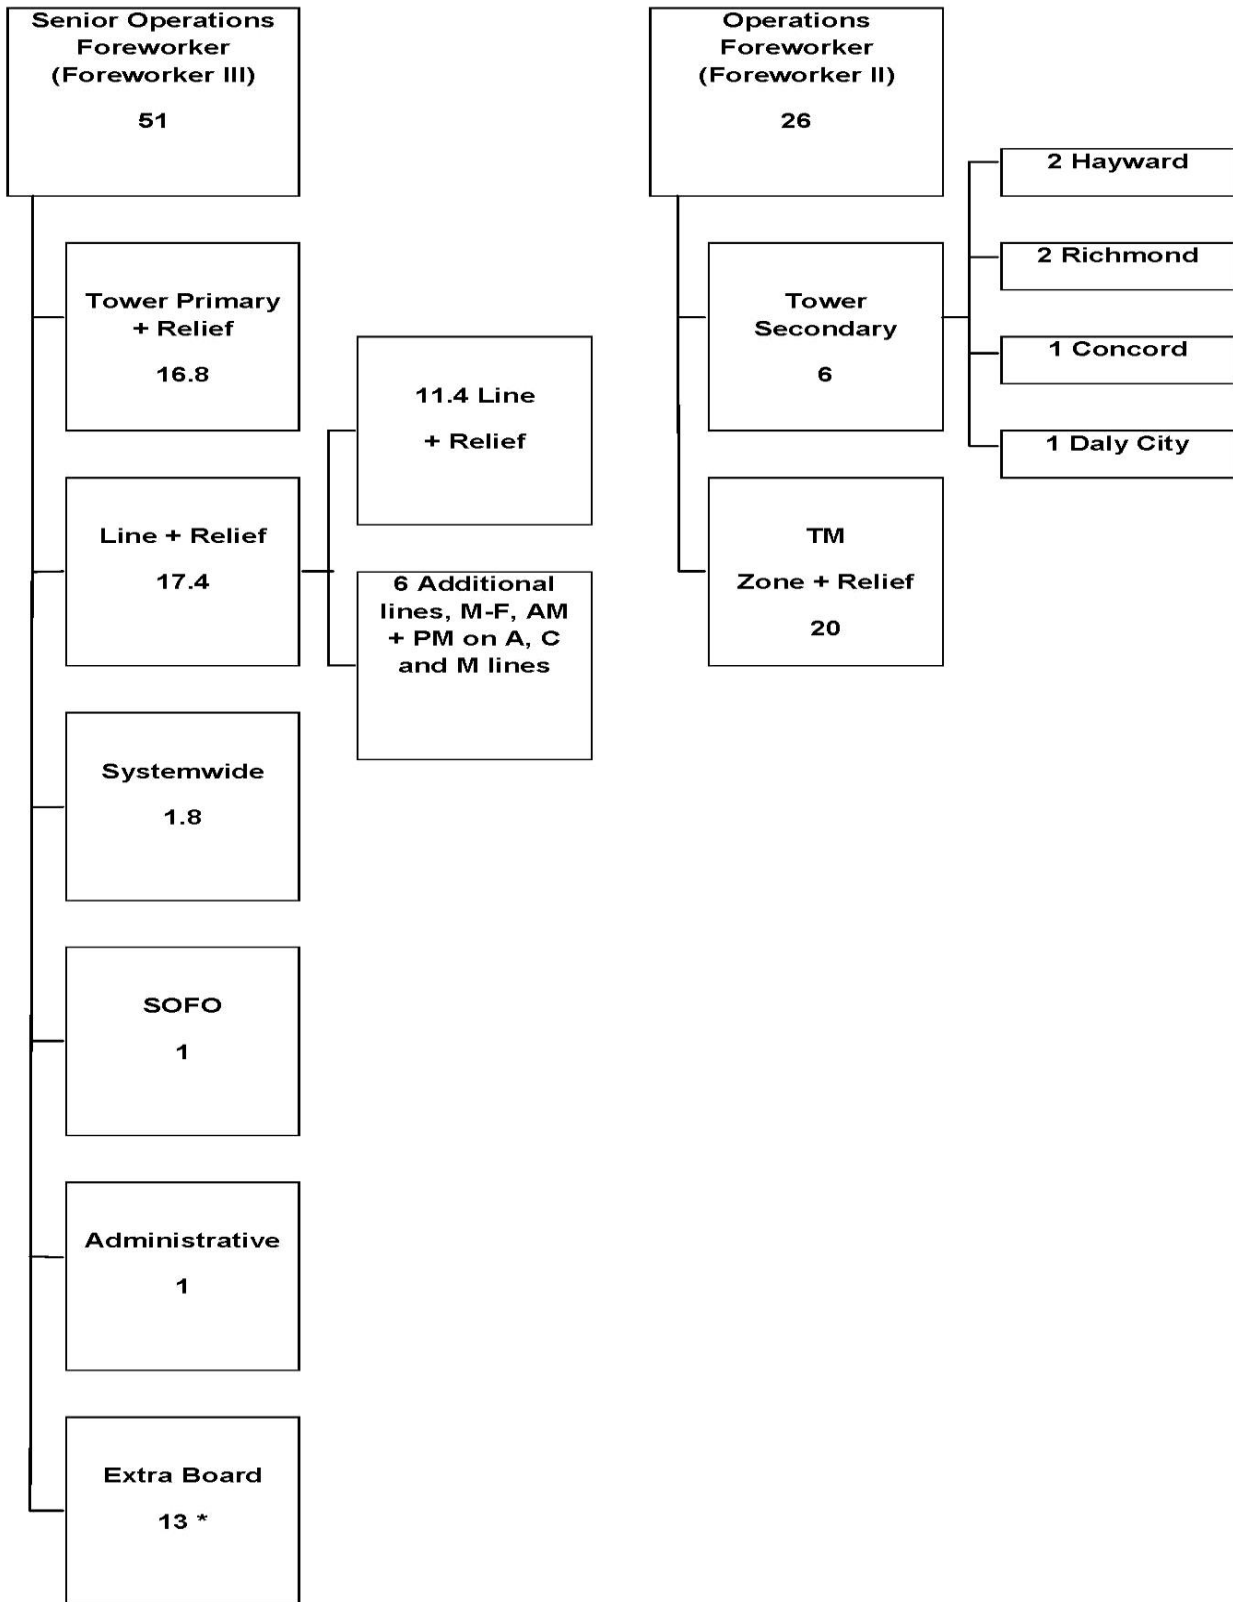 Senior Operations
Foreworker
(Foreworker III)
51
Tower Primary
+ Relief
16.8
Line + Relief
17.4
11.4 Line
+ Relief
6 Additional
lines, M-F, AM
+ PM on A, C
and M lines
Systemwide
1.8
SOFO
1
Administrative
1
Extra Board
13 *
Operations
Foreworker
(Foreworker II)
26
Tower
Secondary
6
2 Hayward
2 Richmond
1 Concord
1 Daly City
TM
Zone + Relief
20